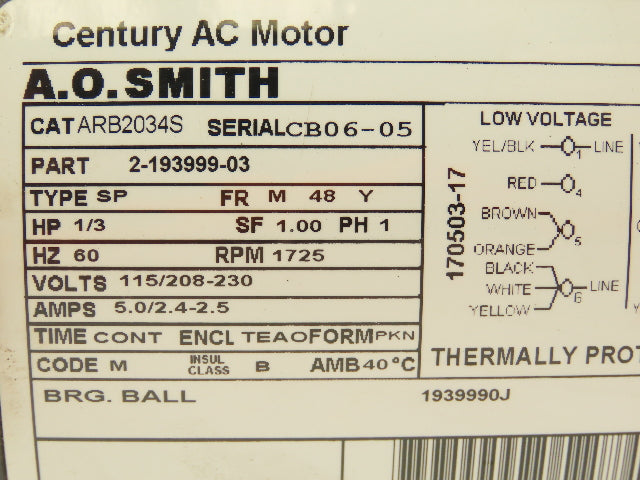 Century AC Motor
A.O.SMITH
CAT ARB2034S SERIAL CB06-05
PART 2-193999-03
TYPE SP FR M 48 Y
HP 1/3 SF 1.00 PH 1
HZ 60 RPM 1725
VOLTS 115/208-230
AMPS 5.0/2.4-2.5
TIME CONT ENCL TEAO FORM PKN
CODE M INSUL CLASS B AMB 40°C
BRG. BALL 1939990J
170503-17
LOW VOLTAGE
YEL/BLK 1 LINE
RED 4
BROWN
5
ORANGE
BLACK
WHITE 6 LINE
YELLOW
THERMALLY PROT